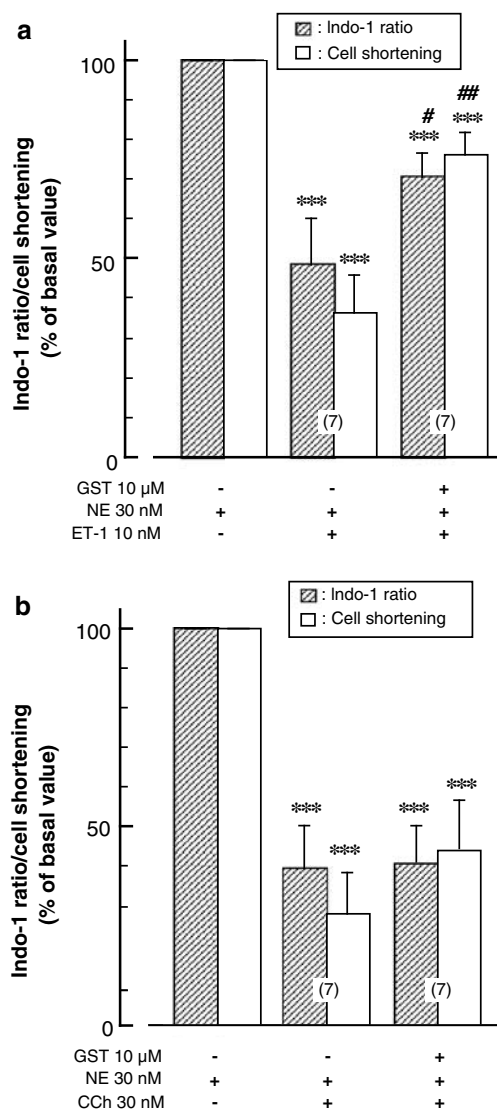 a
: Indo-1 ratio
: Cell shortening
Indo-1 ratio/cell shortening
(% of basal value)
100
50
0
***
***
#
***
##
***
(7)
(7)
GST 10 µM - - +
NE 30 nM + + +
ET-1 10 nM - + +
b
: Indo-1 ratio
: Cell shortening
Indo-1 ratio/cell shortening
(% of basal value)
100
50
0
***
***
***
***
(7)
(7)
GST 10 µM - - +
NE 30 nM + + +
CCh 30 nM - + +